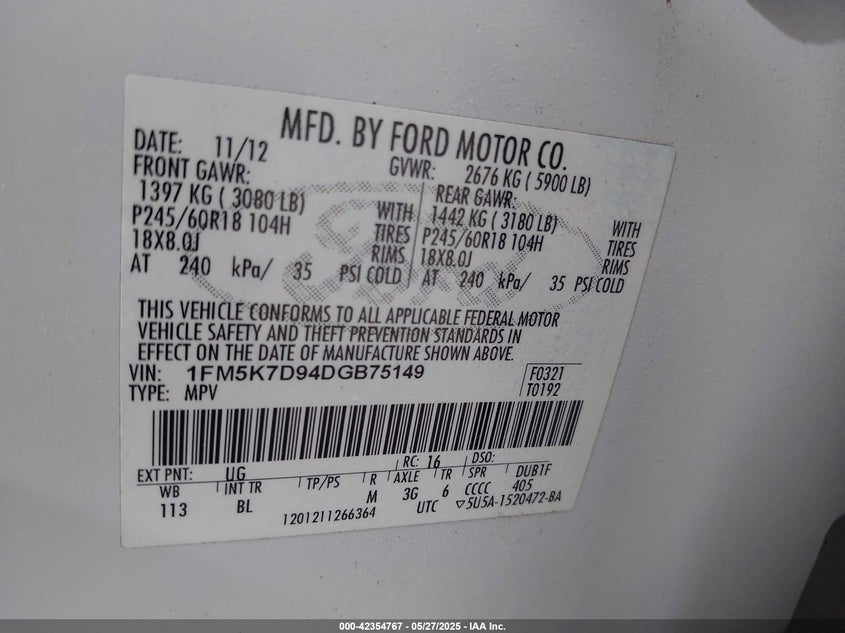 MFD. BY FORD MOTOR CO.
DATE: 11/12 GVWR: 2676 KG ( 5900 LB)
FRONT GAWR: REAR GAWR:
1397 KG ( 3080 LB) WITH 1442 KG ( 3180 LB) WITH
P245/60R18 104H TIRES P245/60R18 104H TIRES
18X8.0J RIMS 18X8.0J RIMS
AT 240 kPa/ 35 PSI COLD AT 240 kPa/ 35 PSI COLD
THIS VEHICLE CONFORMS TO ALL APPLICABLE FEDERAL MOTOR
VEHICLE SAFETY AND THEFT PREVENTION STANDARDS IN
EFFECT ON THE DATE OF MANUFACTURE SHOWN ABOVE.
VIN: 1FM5K7D94DGB75149 F0321
TYPE: MPV T0192
EXT PNT: UG RC: 16 DSO:
WB INT TR TP/PS R AXLE TR SPR DUB1F
113 BL M 3G 6 CCCC 405
1201211266364 UTC ▽5U5A-1520472-BA
Ford
000-42354767 - 05/27/2025 - IAA Inc.